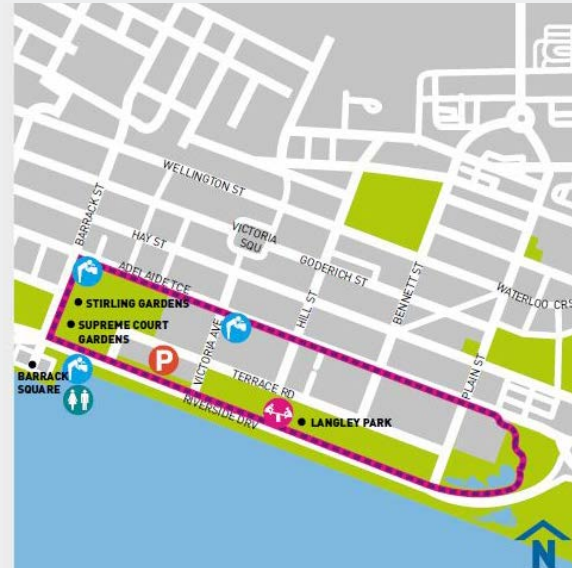 WELLINGTON ST
BARRACK ST
VICTORIA
SQU
HAY ST
GODERICH ST
ADELAIDE TCE
BENNETT ST
HILL ST
WATERLOO CRS
STIRLING GARDENS
SUPREME COURT
GARDENS
VICTORIA AVE
PLAIN ST
P
BARRACK
SQUARE
TERRACE RD
RIVERSIDE DRV
LANGLEY PARK
N